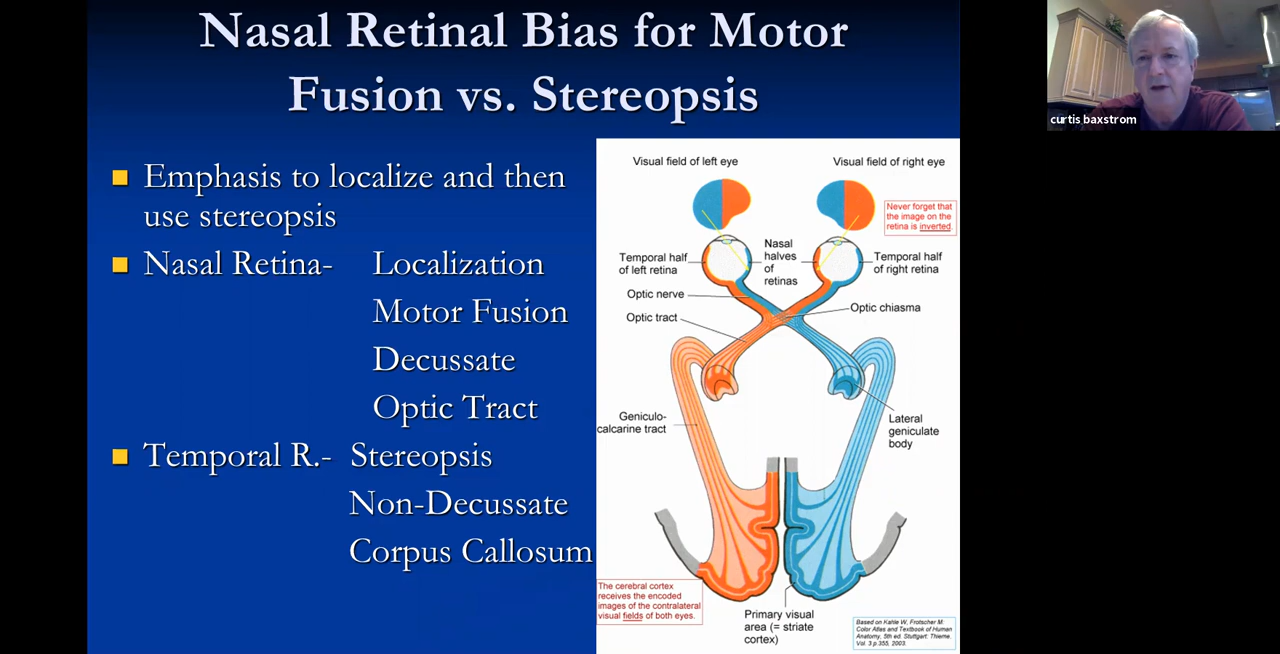 Nasal Retinal Bias for Motor
Fusion vs. Stereopsis
Emphasis to localize and then
use stereopsis
Nasal Retina- Localization
Motor Fusion
Decussate
Optic Tract
Temporal R.- Stereopsis
Non-Decussate
Corpus Callosum
Visual field of left eye
Visual field of right eye
Never forget that
the image on the
retina is inverted.
Temporal half
of left retina
Nasal
halves
of
retinas
Temporal half
of right retina
Optic nerve
Optic chiasma
Optic tract
Geniculo-
calcarine tract
Lateral
geniculate
body
The cerebral cortex
receives the encoded
images of the contralateral
visual fields of both eyes.
Primary visual
area (= striate
cortex)
Based on Kahle W, Frotscher M:
Color Atlas and Textbook of Human
Anatomy, 5th ed. Stuttgart: Thieme.
Vol. 3 p.355, 2003.
curtis baxstrom